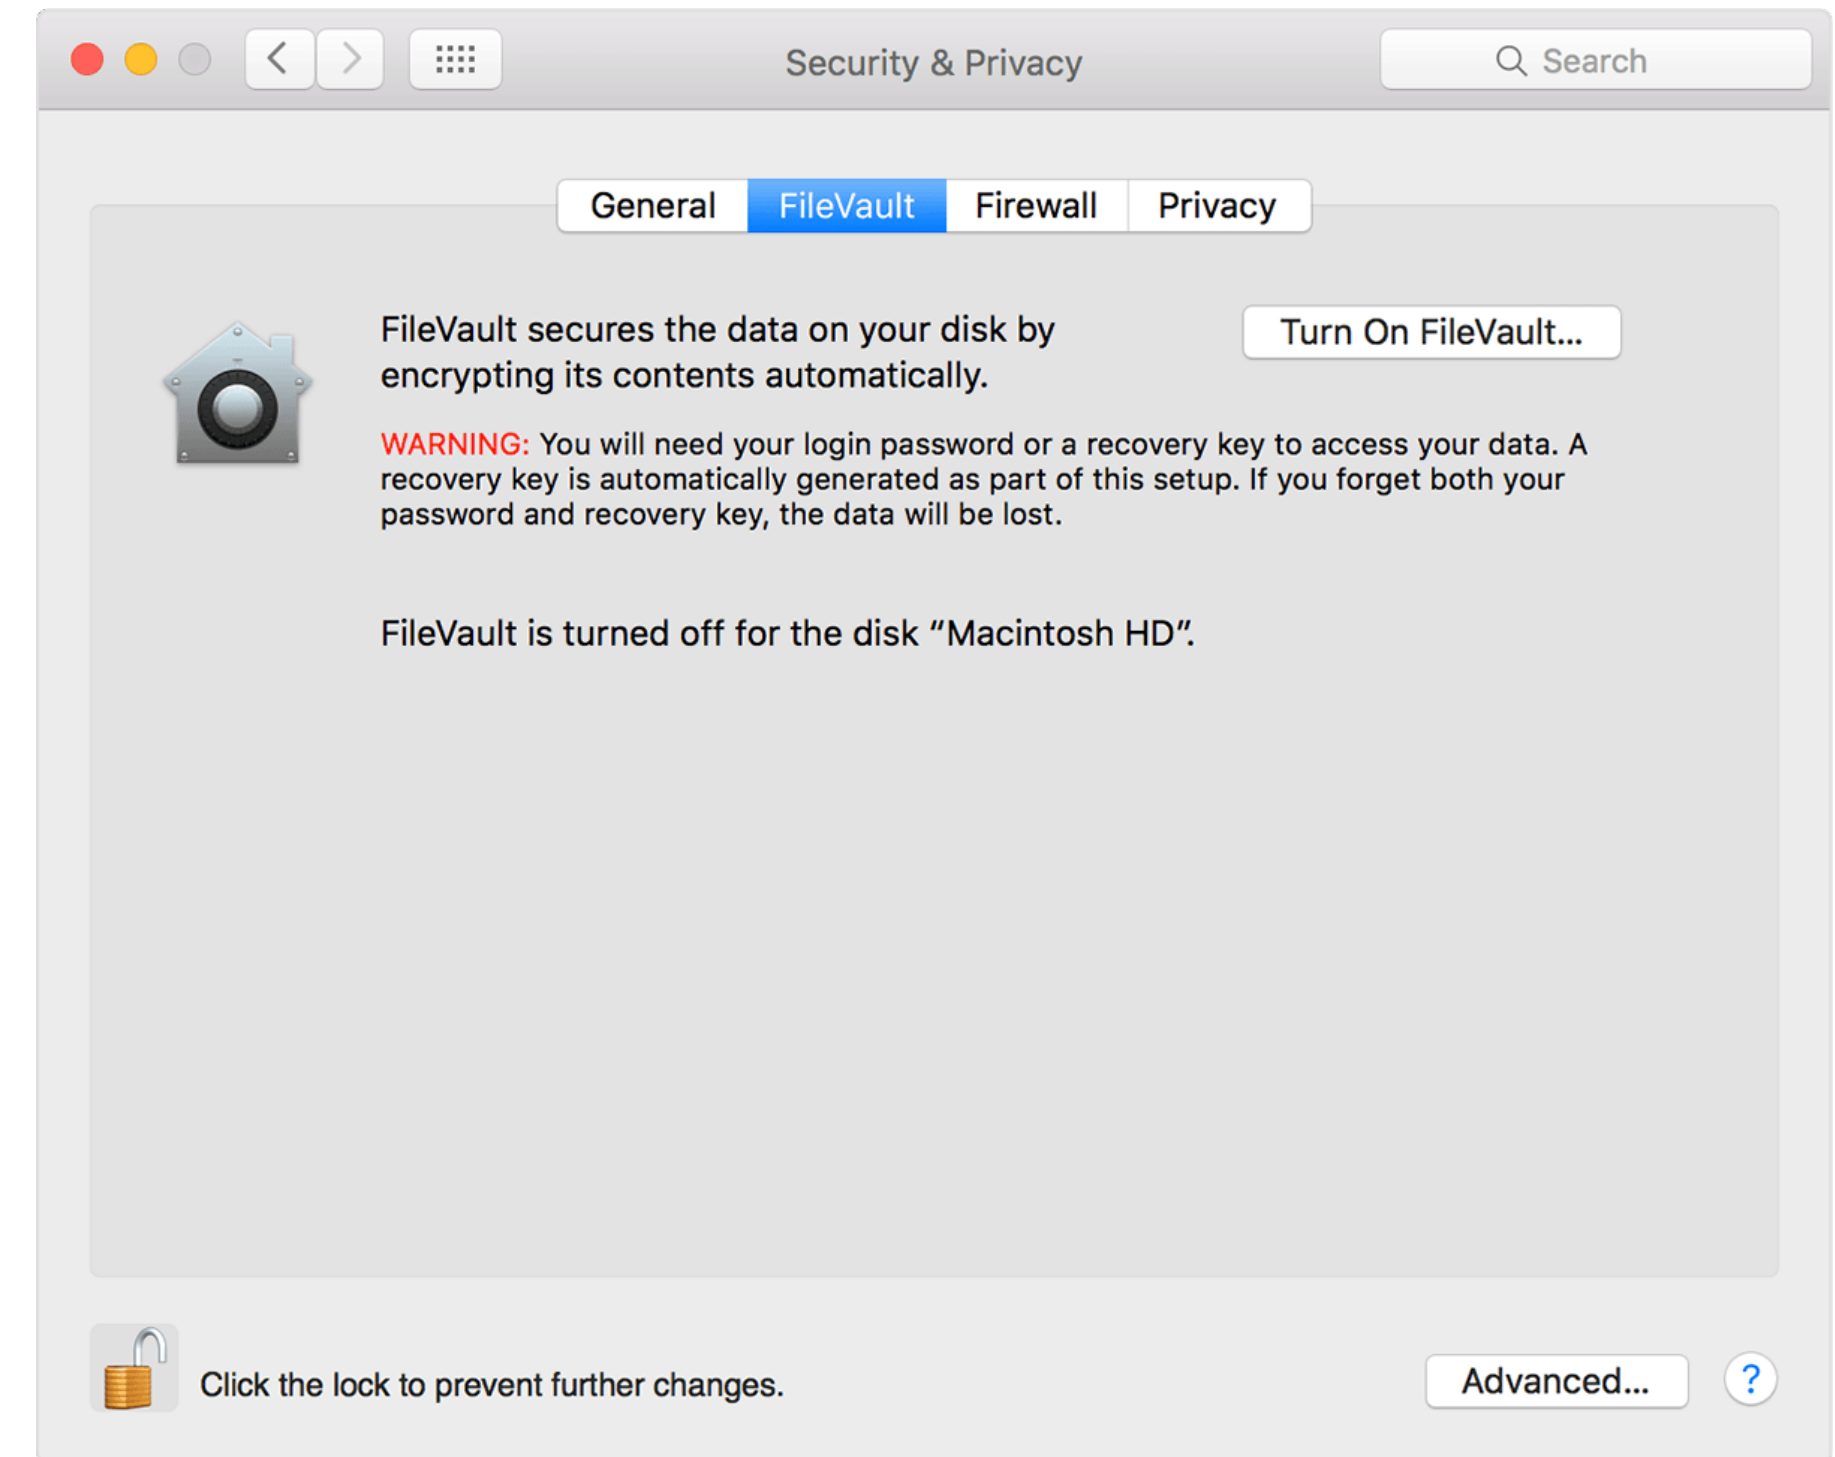 Security & Privacy
Search
General
FileVault
Firewall
Privacy
FileVault secures the data on your disk by
encrypting its contents automatically.
Turn On FileVault...
WARNING: You will need your login password or a recovery key to access your data. A
recovery key is automatically generated as part of this setup. If you forget both your
password and recovery key, the data will be lost.
FileVault is turned off for the disk “Macintosh HD”.
Click the lock to prevent further changes.
Advanced...
?